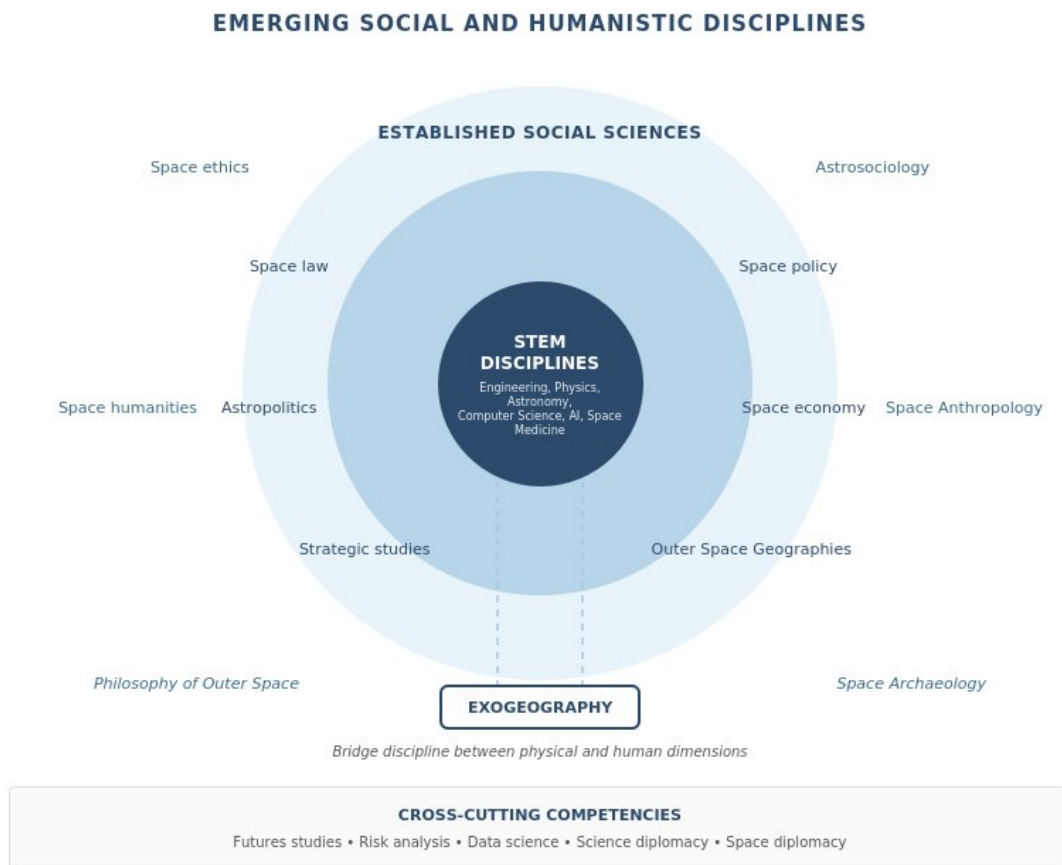 EMERGING SOCIAL AND HUMANISTIC DISCIPLINES
ESTABLISHED SOCIAL SCIENCES
Space ethics
Astrosociology
Space law
Space policy
STEM
DISCIPLINES
Engineering, Physics,
Astronomy,
Computer Science, AI, Space
Medicine
Space humanities
Astropolitics
Space economy
Space Anthropology
Strategic studies
Outer Space Geographies
Philosophy of Outer Space
Space Archaeology
EXOGEOGRAPHY
Bridge discipline between physical and human dimensions
CROSS-CUTTING COMPETENCIES
Futures studies • Risk analysis • Data science • Science diplomacy • Space diplomacy